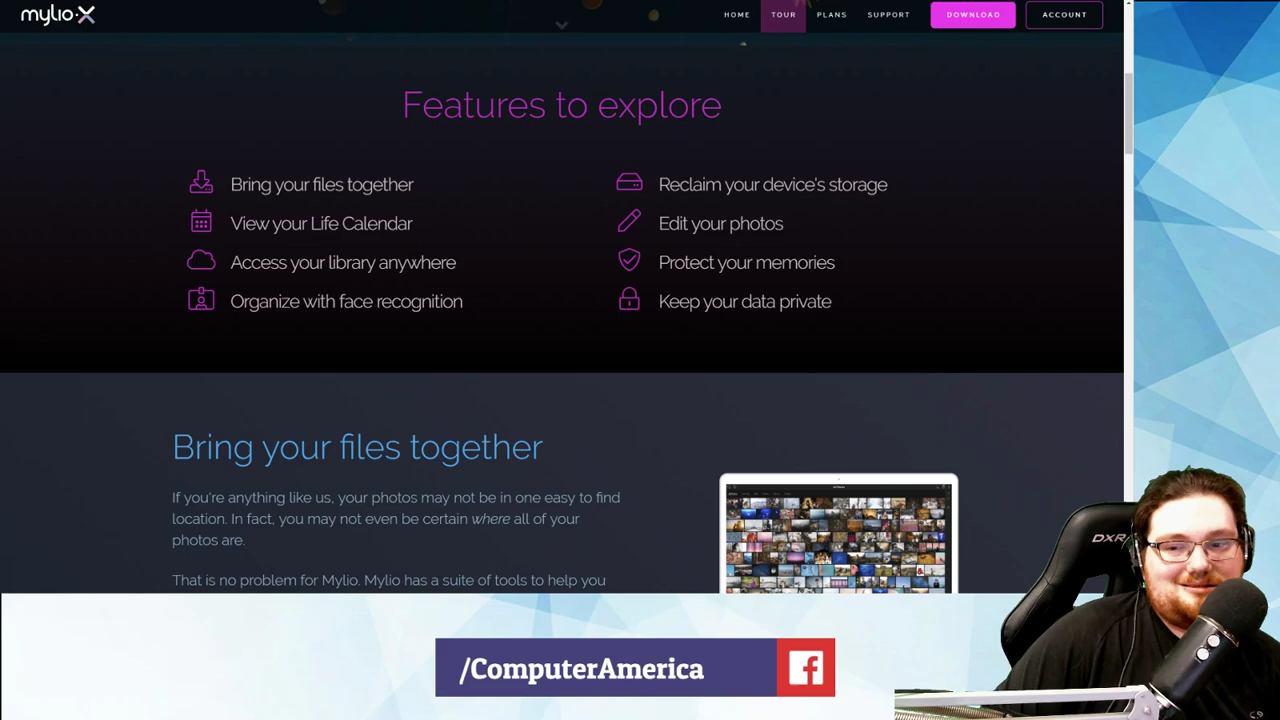 mylio X
HOME TOUR PLANS SUPPORT DOWNLOAD ACCOUNT
Features to explore
Bring your files together
View your Life Calendar
Access your library anywhere
Organize with face recognition
Reclaim your device's storage
Edit your photos
Protect your memories
Keep your data private
Bring your files together
If you're anything like us, your photos may not be in one easy to find
location. In fact, you may not even be certain where all of your
photos are.
That is no problem for Mylio. Mylio has a suite of tools to help you
DXR
/ComputerAmerica